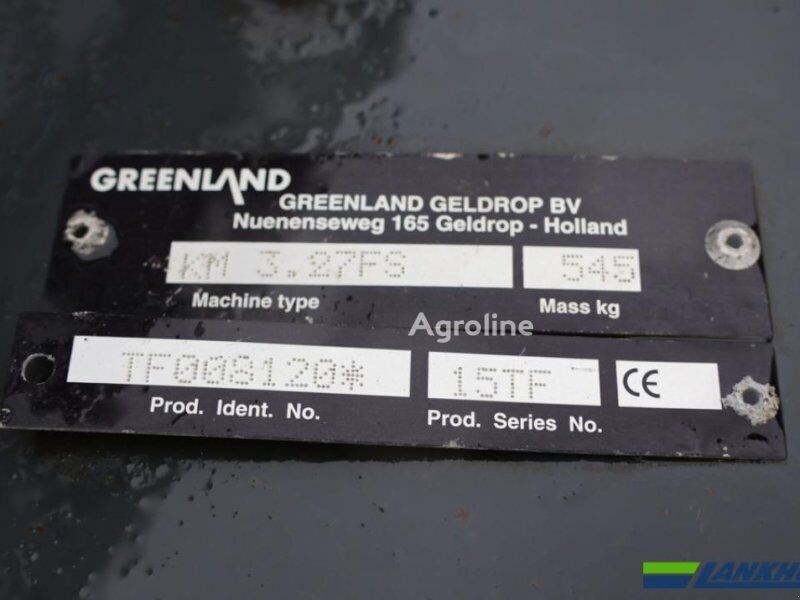 GREENLAND
GREENLAND GELDROP BV
Nuenenseweg 165 Geldrop - Holland
KM 3.27FS 545
Machine type Mass kg
Agroline
TF008120* 15TF CE
Prod. Ident. No. Prod. Series No.